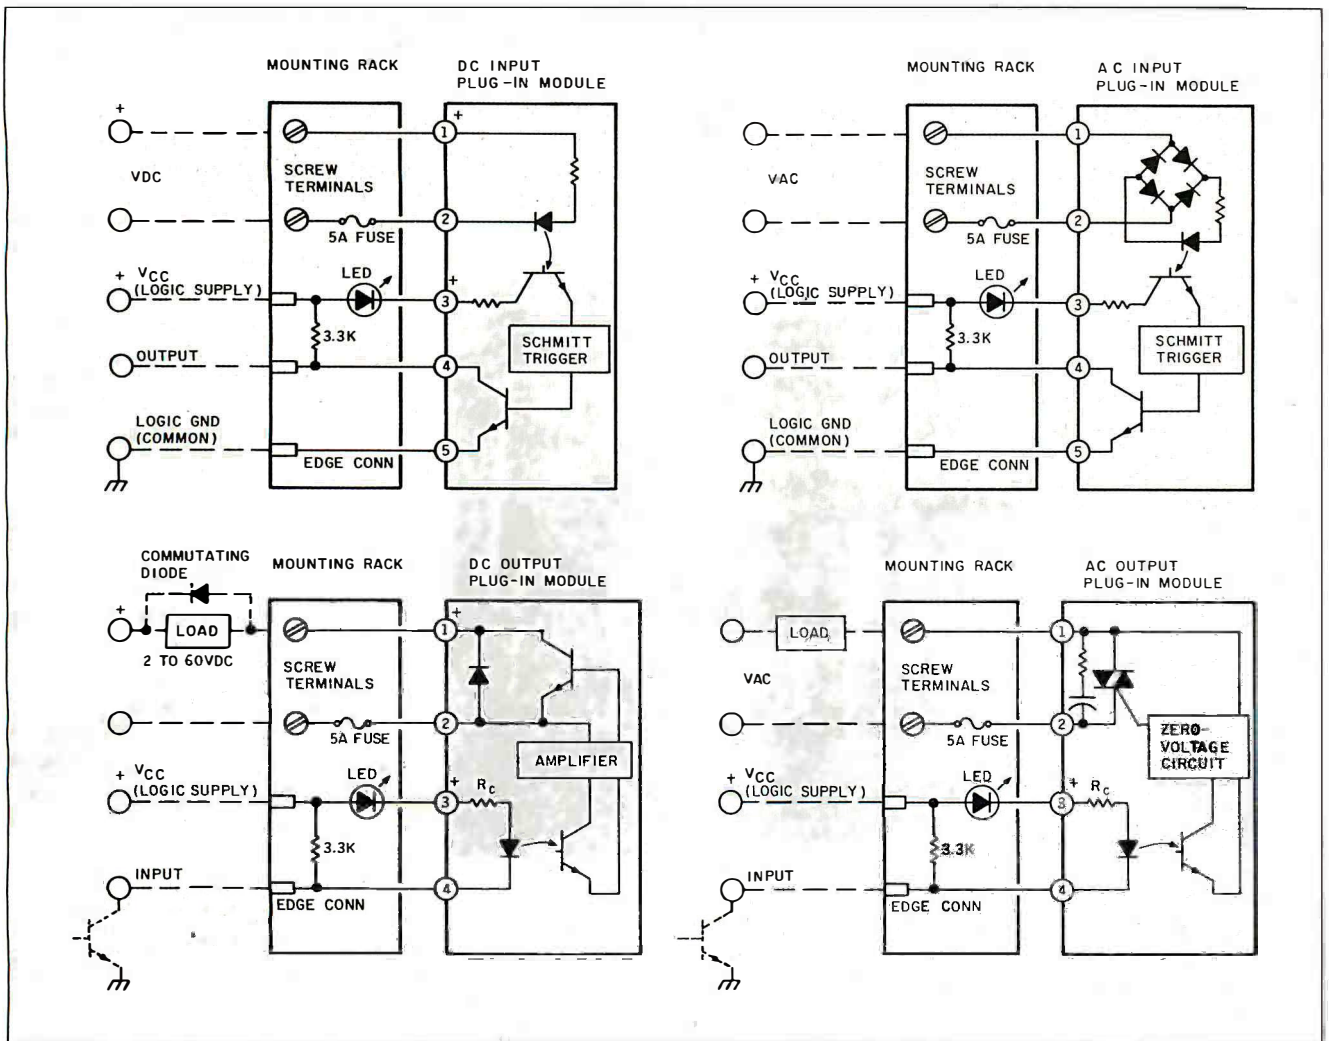 MOUNTING RACK
DC INPUT
PLUG-IN MODULE
+
VDC
SCREW
TERMINALS
5A FUSE
1
+
2
+ VCC
(LOGIC SUPPLY)
LED
+
3
3.3K
SCHMITT
TRIGGER
OUTPUT
4
LOGIC GND
(COMMON)
EDGE CONN
5
MOUNTING RACK
AC INPUT
PLUG-IN MODULE
VAC
SCREW
TERMINALS
5A FUSE
1
2
+ VCC
(LOGIC SUPPLY)
LED
3
3.3K
SCHMITT
TRIGGER
OUTPUT
4
LOGIC GND
(COMMON)
EDGE CONN
5
COMMUTATING
DIODE
MOUNTING RACK
DC OUTPUT
PLUG-IN MODULE
+
LOAD
2 TO 60VDC
SCREW
TERMINALS
5A FUSE
1
+
2
AMPLIFIER
+ VCC
(LOGIC SUPPLY)
LED
+
3
RC
3.3K
INPUT
4
EDGE CONN
MOUNTING RACK
AC OUTPUT
PLUG-IN MODULE
LOAD
VAC
SCREW
TERMINALS
5A FUSE
1
2
ZERO-
VOLTAGE
CIRCUIT
+ VCC
(LOGIC SUPPLY)
LED
+
3
RC
3.3K
INPUT
4
EDGE CONN